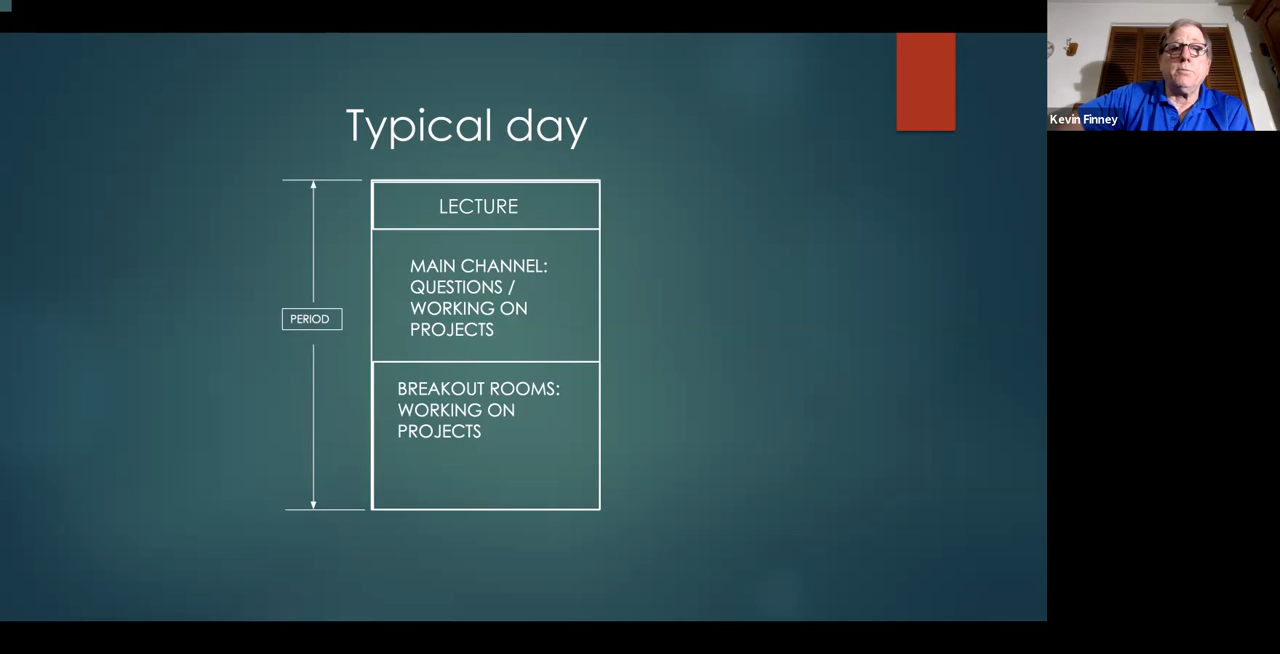 Typical day
LECTURE
MAIN CHANNEL:
QUESTIONS /
WORKING ON
PROJECTS
PERIOD
BREAKOUT ROOMS:
WORKING ON
PROJECTS
Kevin Finney